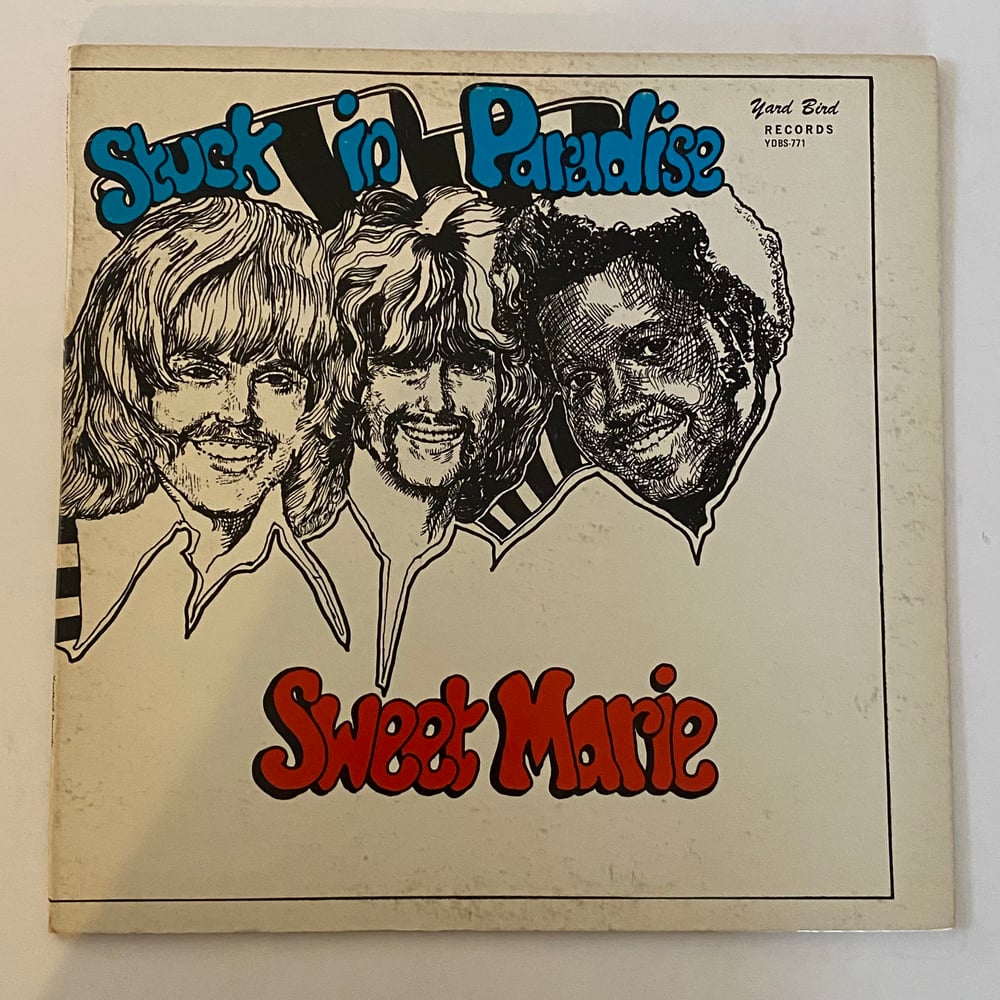 Stuck in Paradise
Yard Bird
RECORDS
YDBS-771
Sweet Marie